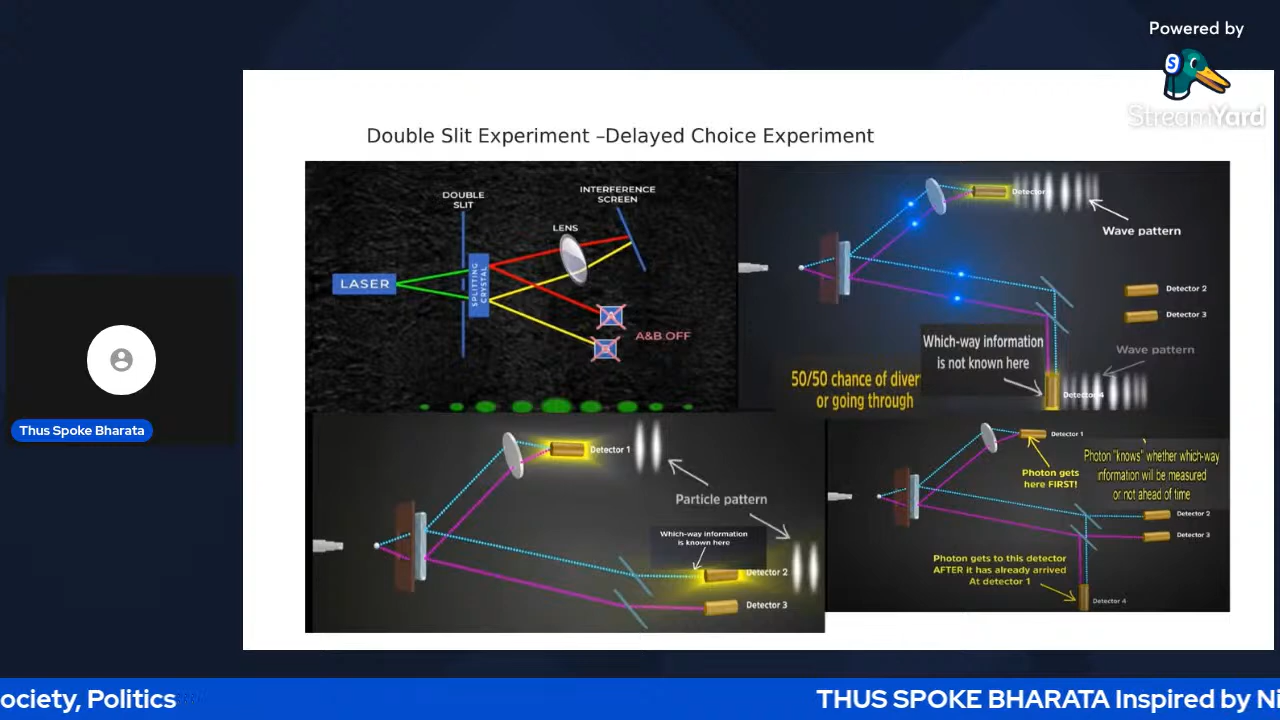 Powered by
StreamYard
Double Slit Experiment –Delayed Choice Experiment
DOUBLE
SLIT
INTERFERENCE
SCREEN
LENS
LASER
SPLITTING
CRYSTAL
A
B
A&B OFF
Detector
Wave pattern
Detector 2
Detector 3
Which-way information
is not known here
Wave pattern
50/50 chance of diver
or going through
Detector 4
Detector 1
Particle pattern
Which-way information
is known here
Detector 2
Detector 3
Detector 1
Photon gets
here FIRST!
Photon "knows" whether which-way
information will be measured
or not ahead of time
Detector 2
Detector 3
Photon gets to this detector
AFTER it has already arrived
At detector 1
Detector 4
Thus Spoke Bharata
ociety, Politics
THUS SPOKE BHARATA Inspired by Ni